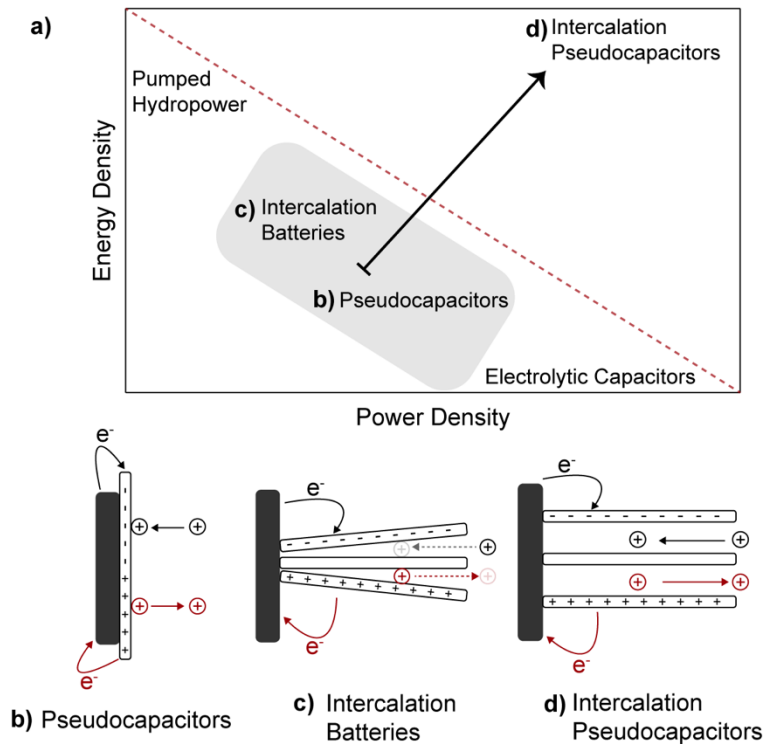 a)
d) Intercalation
Pseudocapacitors
Pumped
Hydropower
Energy Density
c) Intercalation
Batteries
b) Pseudocapacitors
Electrolytic Capacitors
Power Density
e-
- - - - - + + + + +
+ +
+ +
e-
b) Pseudocapacitors
e-
- - - - - - - - - -
+ +
+ +
+ + + + + + + + + +
e-
c) Intercalation
Batteries
e-
- - - - - - - - - -
+ +
+ +
+ + + + + + + + + + +
e-
d) Intercalation
Pseudocapacitors